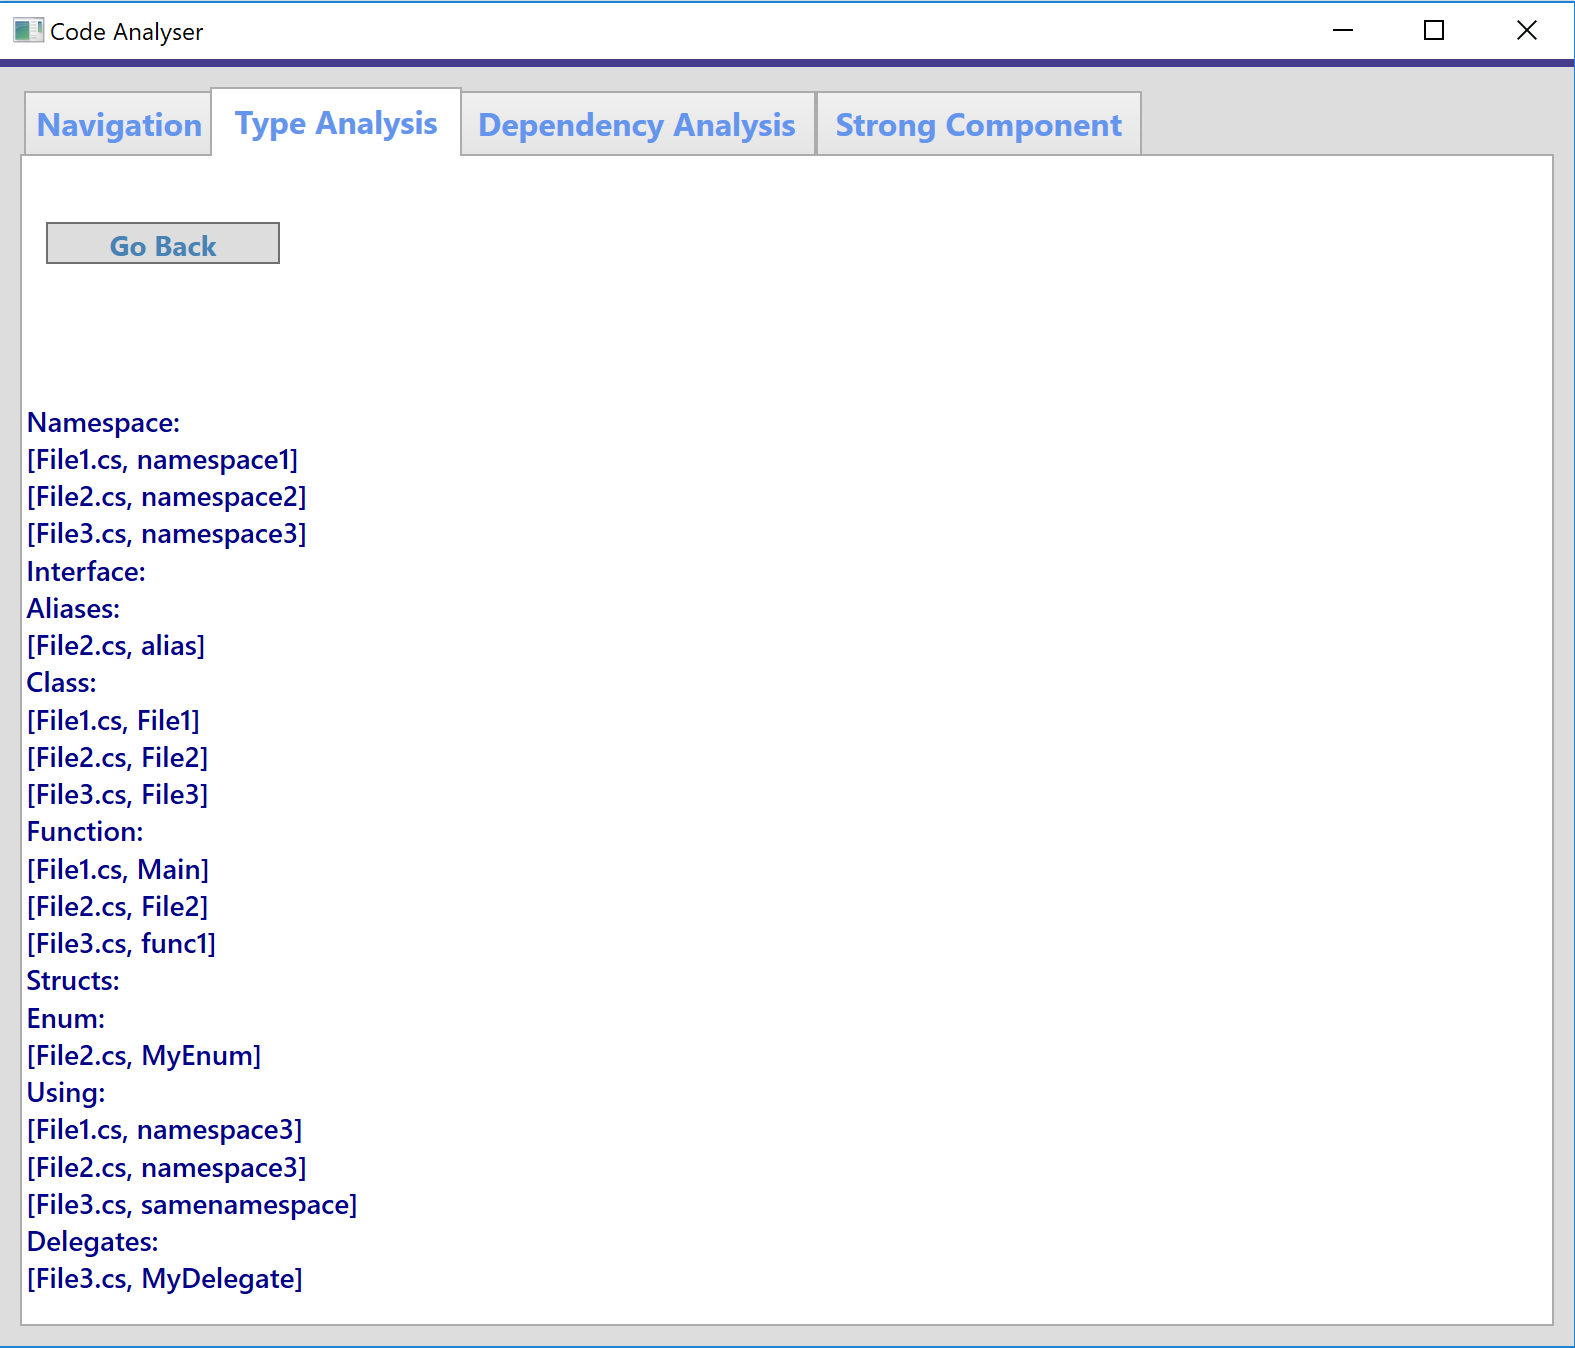 Code Analyser
Navigation Type Analysis Dependency Analysis Strong Component
Go Back
Namespace:
[File1.cs, namespace1]
[File2.cs, namespace2]
[File3.cs, namespace3]
Interface:
Aliases:
[File2.cs, alias]
Class:
[File1.cs, File1]
[File2.cs, File2]
[File3.cs, File3]
Function:
[File1.cs, Main]
[File2.cs, File2]
[File3.cs, func1]
Structs:
Enum:
[File2.cs, MyEnum]
Using:
[File1.cs, namespace3]
[File2.cs, namespace3]
[File3.cs, samenamespace]
Delegates:
[File3.cs, MyDelegate]